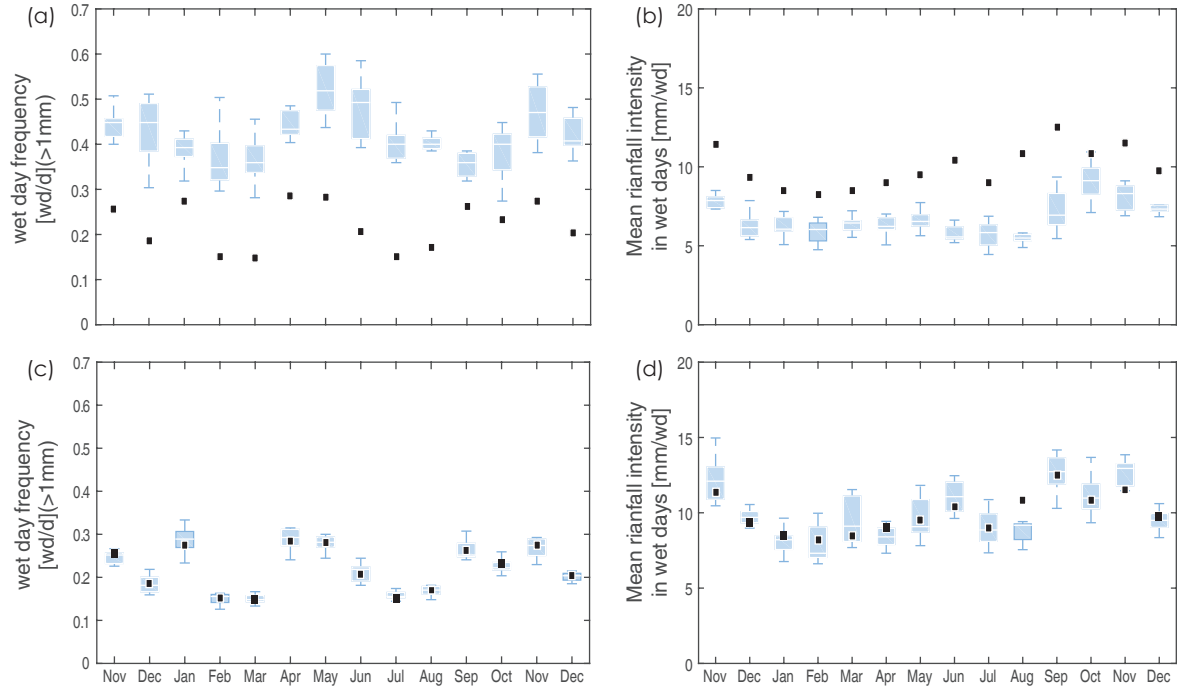 (a)
wet day frequency
[wd/d](>1mm)
0.7
0.6
0.5
0.4
0.3
0.2
0.1
0
(b)
Mean rianfall intensity
in wet days [mm/wd]
20
15
10
5
0
(c)
wet day frequency
[wd/d](>1mm)
0.7
0.6
0.5
0.4
0.3
0.2
0.1
0
Nov Dec Jan Feb Mar Apr May Jun Jul Aug Sep Oct Nov Dec
(d)
Mean rianfall intensity
in wet days [mm/wd]
20
15
10
5
0
Nov Dec Jan Feb Mar Apr May Jun Jul Aug Sep Oct Nov Dec